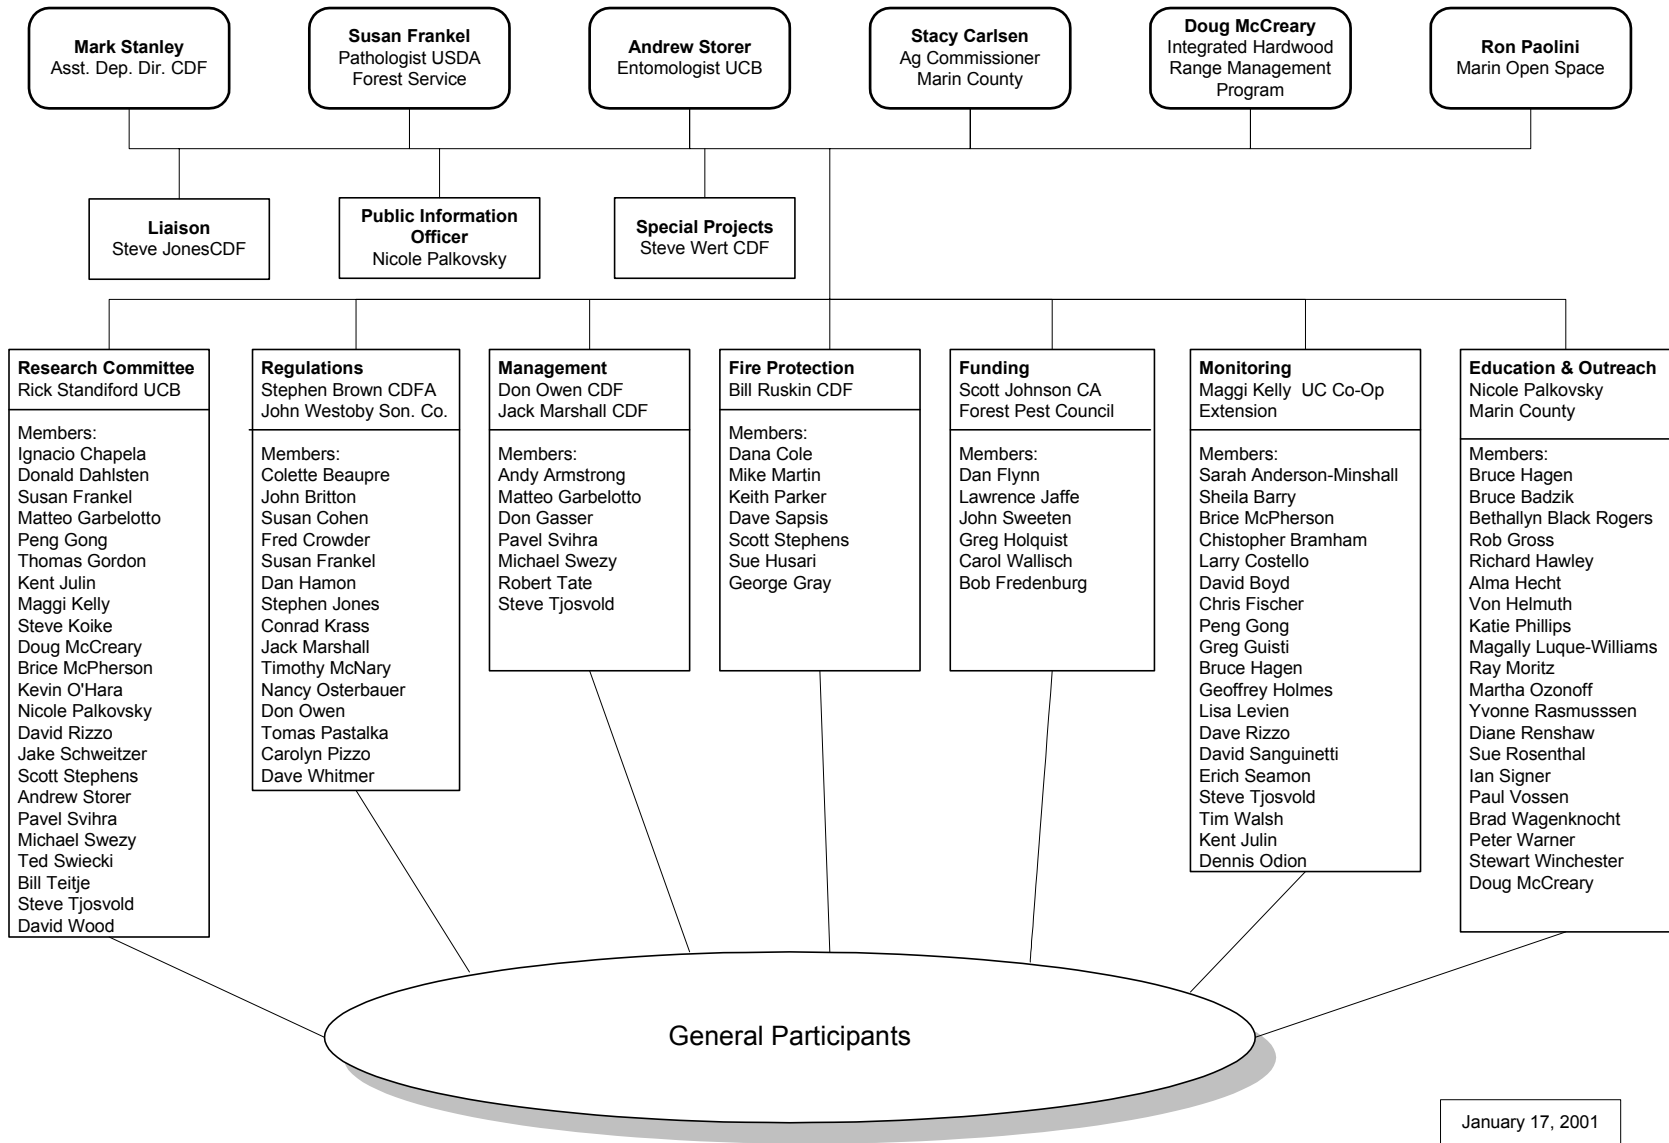 Mark Stanley
Asst. Dep. Dir. CDF
Susan Frankel
Pathologist USDA
Forest Service
Andrew Storer
Entomologist UCB
Stacy Carlsen
Ag Commissioner
Marin County
Doug McCreary
Integrated Hardwood
Range Management
Program
Ron Paolini
Marin Open Space
Liaison
Steve JonesCDF
Public Information
Officer
Nicole Palkovsky
Special Projects
Steve Wert CDF
Research Committee
Rick Standiford UCB
Members:
Ignacio Chapela
Donald Dahlsten
Susan Frankel
Matteo Garbelotto
Peng Gong
Thomas Gordon
Kent Julin
Maggi Kelly
Steve Koike
Doug McCreary
Brice McPherson
Kevin O'Hara
Nicole Palkovsky
David Rizzo
Jake Schweitzer
Scott Stephens
Andrew Storer
Pavel Svihra
Michael Swezy
Ted Swiecki
Bill Teitje
Steve Tjosvold
David Wood
Regulations
Stephen Brown CDFA
John Westoby Son. Co.
Members:
Colette Beaupre
John Britton
Susan Cohen
Fred Crowder
Susan Frankel
Dan Hamon
Stephen Jones
Conrad Krass
Jack Marshall
Timothy McNary
Nancy Osterbauer
Don Owen
Tomas Pastalka
Carolyn Pizzo
Dave Whitmer
Management
Don Owen CDF
Jack Marshall CDF
Members:
Andy Armstrong
Matteo Garbelotto
Don Gasser
Pavel Svihra
Michael Swezy
Robert Tate
Steve Tjosvold
Fire Protection
Bill Ruskin CDF
Members:
Dana Cole
Mike Martin
Keith Parker
Dave Sapsis
Scott Stephens
Sue Husari
George Gray
Funding
Scott Johnson CA
Forest Pest Council
Members:
Dan Flynn
Lawrence Jaffe
John Sweeten
Greg Holquist
Carol Wallisch
Bob Fredenburg
Monitoring
Maggi Kelly  UC Co-Op
Extension
Members:
Sarah Anderson-Minshall
Sheila Barry
Brice McPherson
Chistopher Bramham
Larry Costello
David Boyd
Chris Fischer
Peng Gong
Greg Guisti
Bruce Hagen
Geoffrey Holmes
Lisa Levien
Dave Rizzo
David Sanguinetti
Erich Seamon
Steve Tjosvold
Tim Walsh
Kent Julin
Dennis Odion
Education & Outreach
Nicole Palkovsky
Marin County
Members:
Bruce Hagen
Bruce Badzik
Bethallyn Black Rogers
Rob Gross
Richard Hawley
Alma Hecht
Von Helmuth
Katie Phillips
Magally Luque-Williams
Ray Moritz
Martha Ozonoff
Yvonne Rasmusssen
Diane Renshaw
Sue Rosenthal
Ian Signer
Paul Vossen
Brad Wagenknocht
Peter Warner
Stewart Winchester
Doug McCreary
General Participants
January 17, 2001